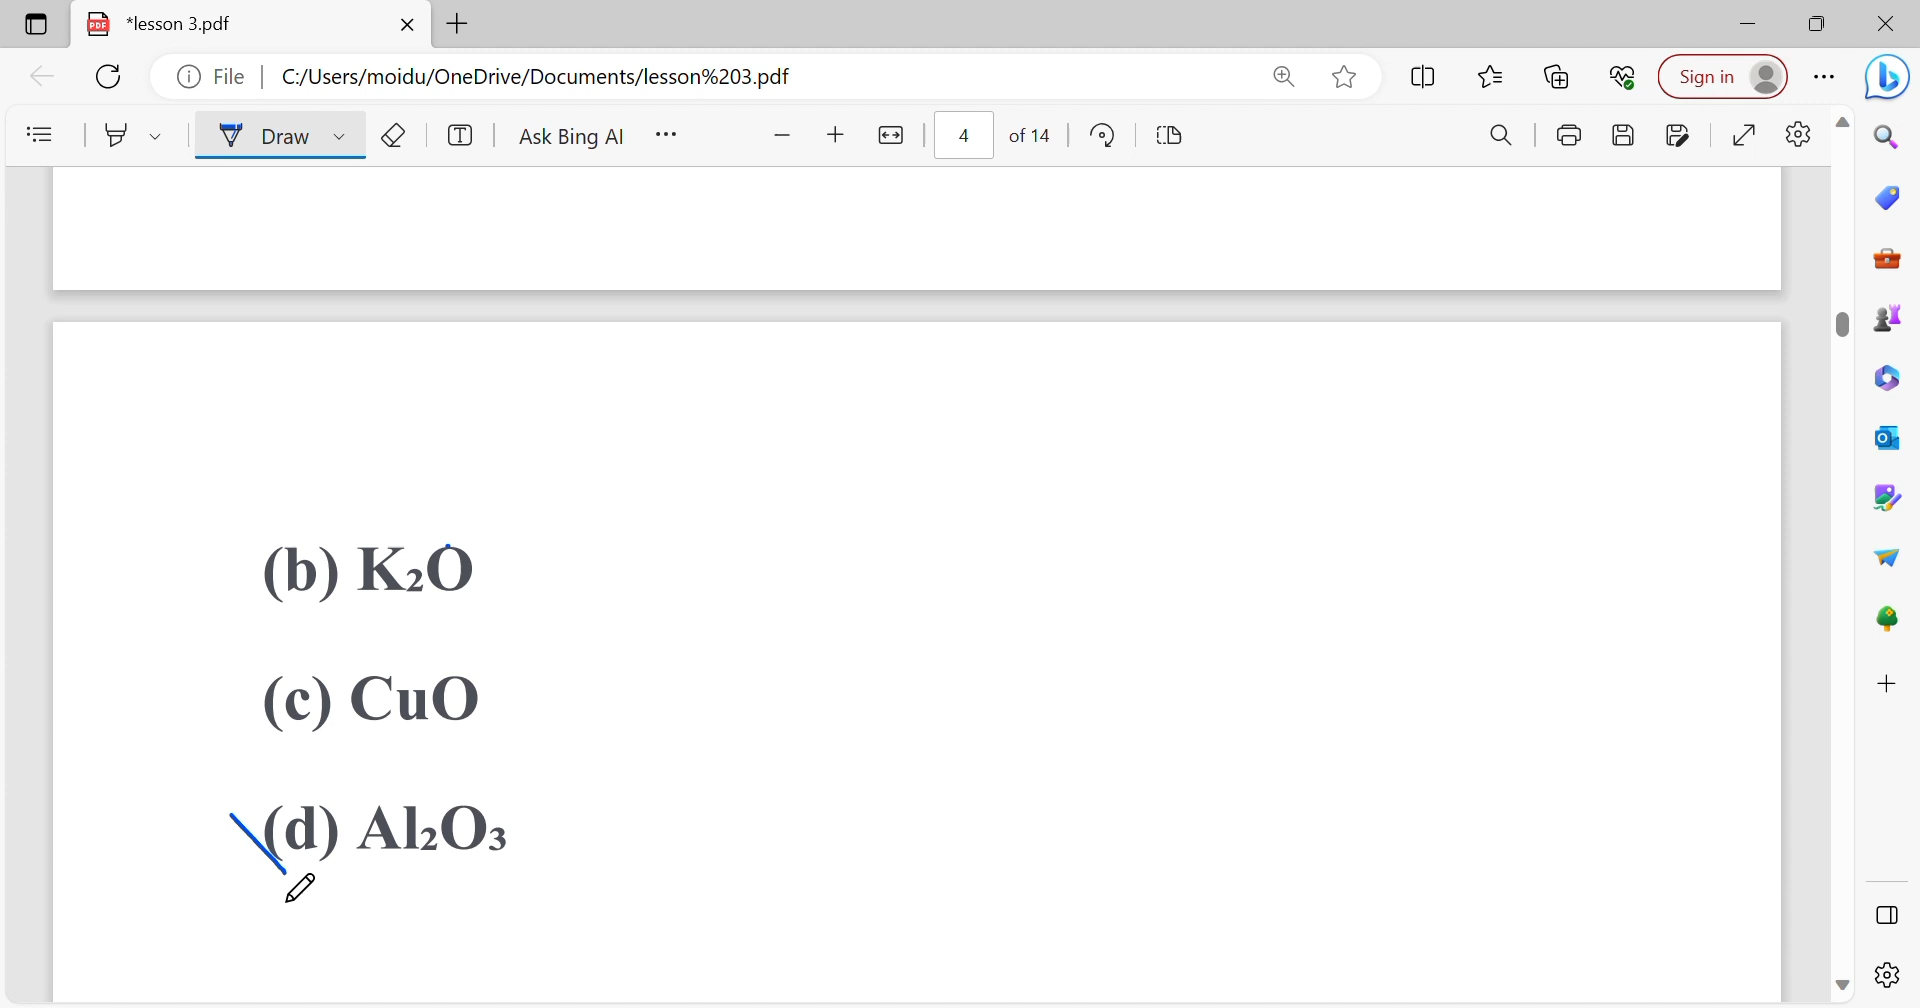 *lesson 3.pdf
File | C:/Users/moidu/OneDrive/Documents/lesson%203.pdf
Sign in
Draw
Ask Bing AI
4 of 14
(b) K₂O
(c) CuO
(d) Al₂O₃